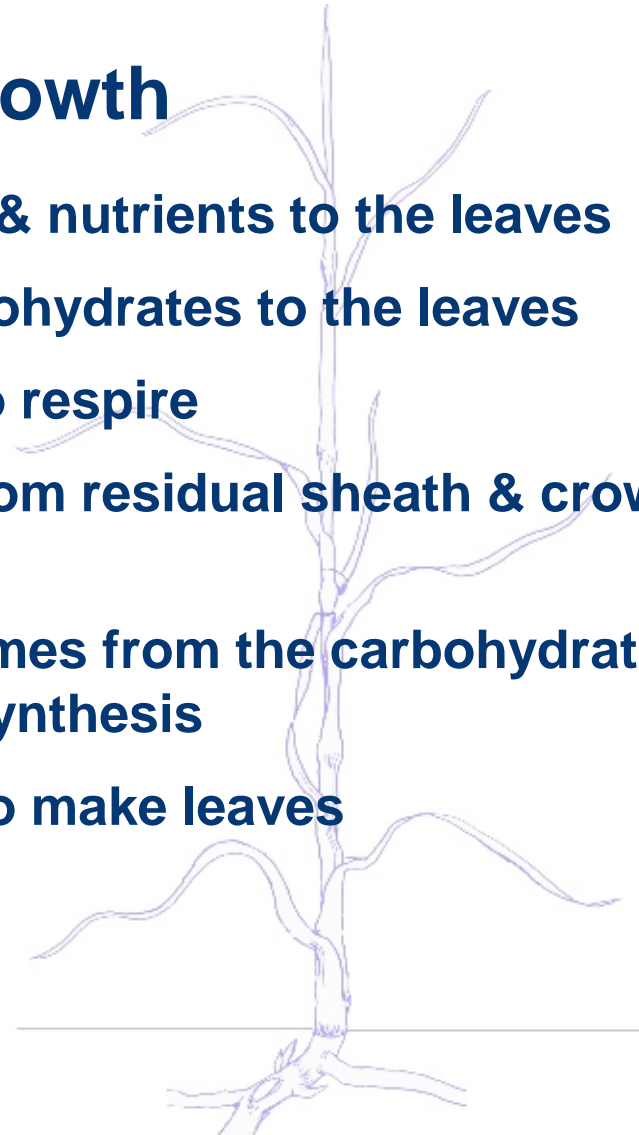 owth
& nutrients to the leaves
ohydrates to the leaves
o respire
om residual sheath & crow
mes from the carbohydrat
ynthesis
o make leaves